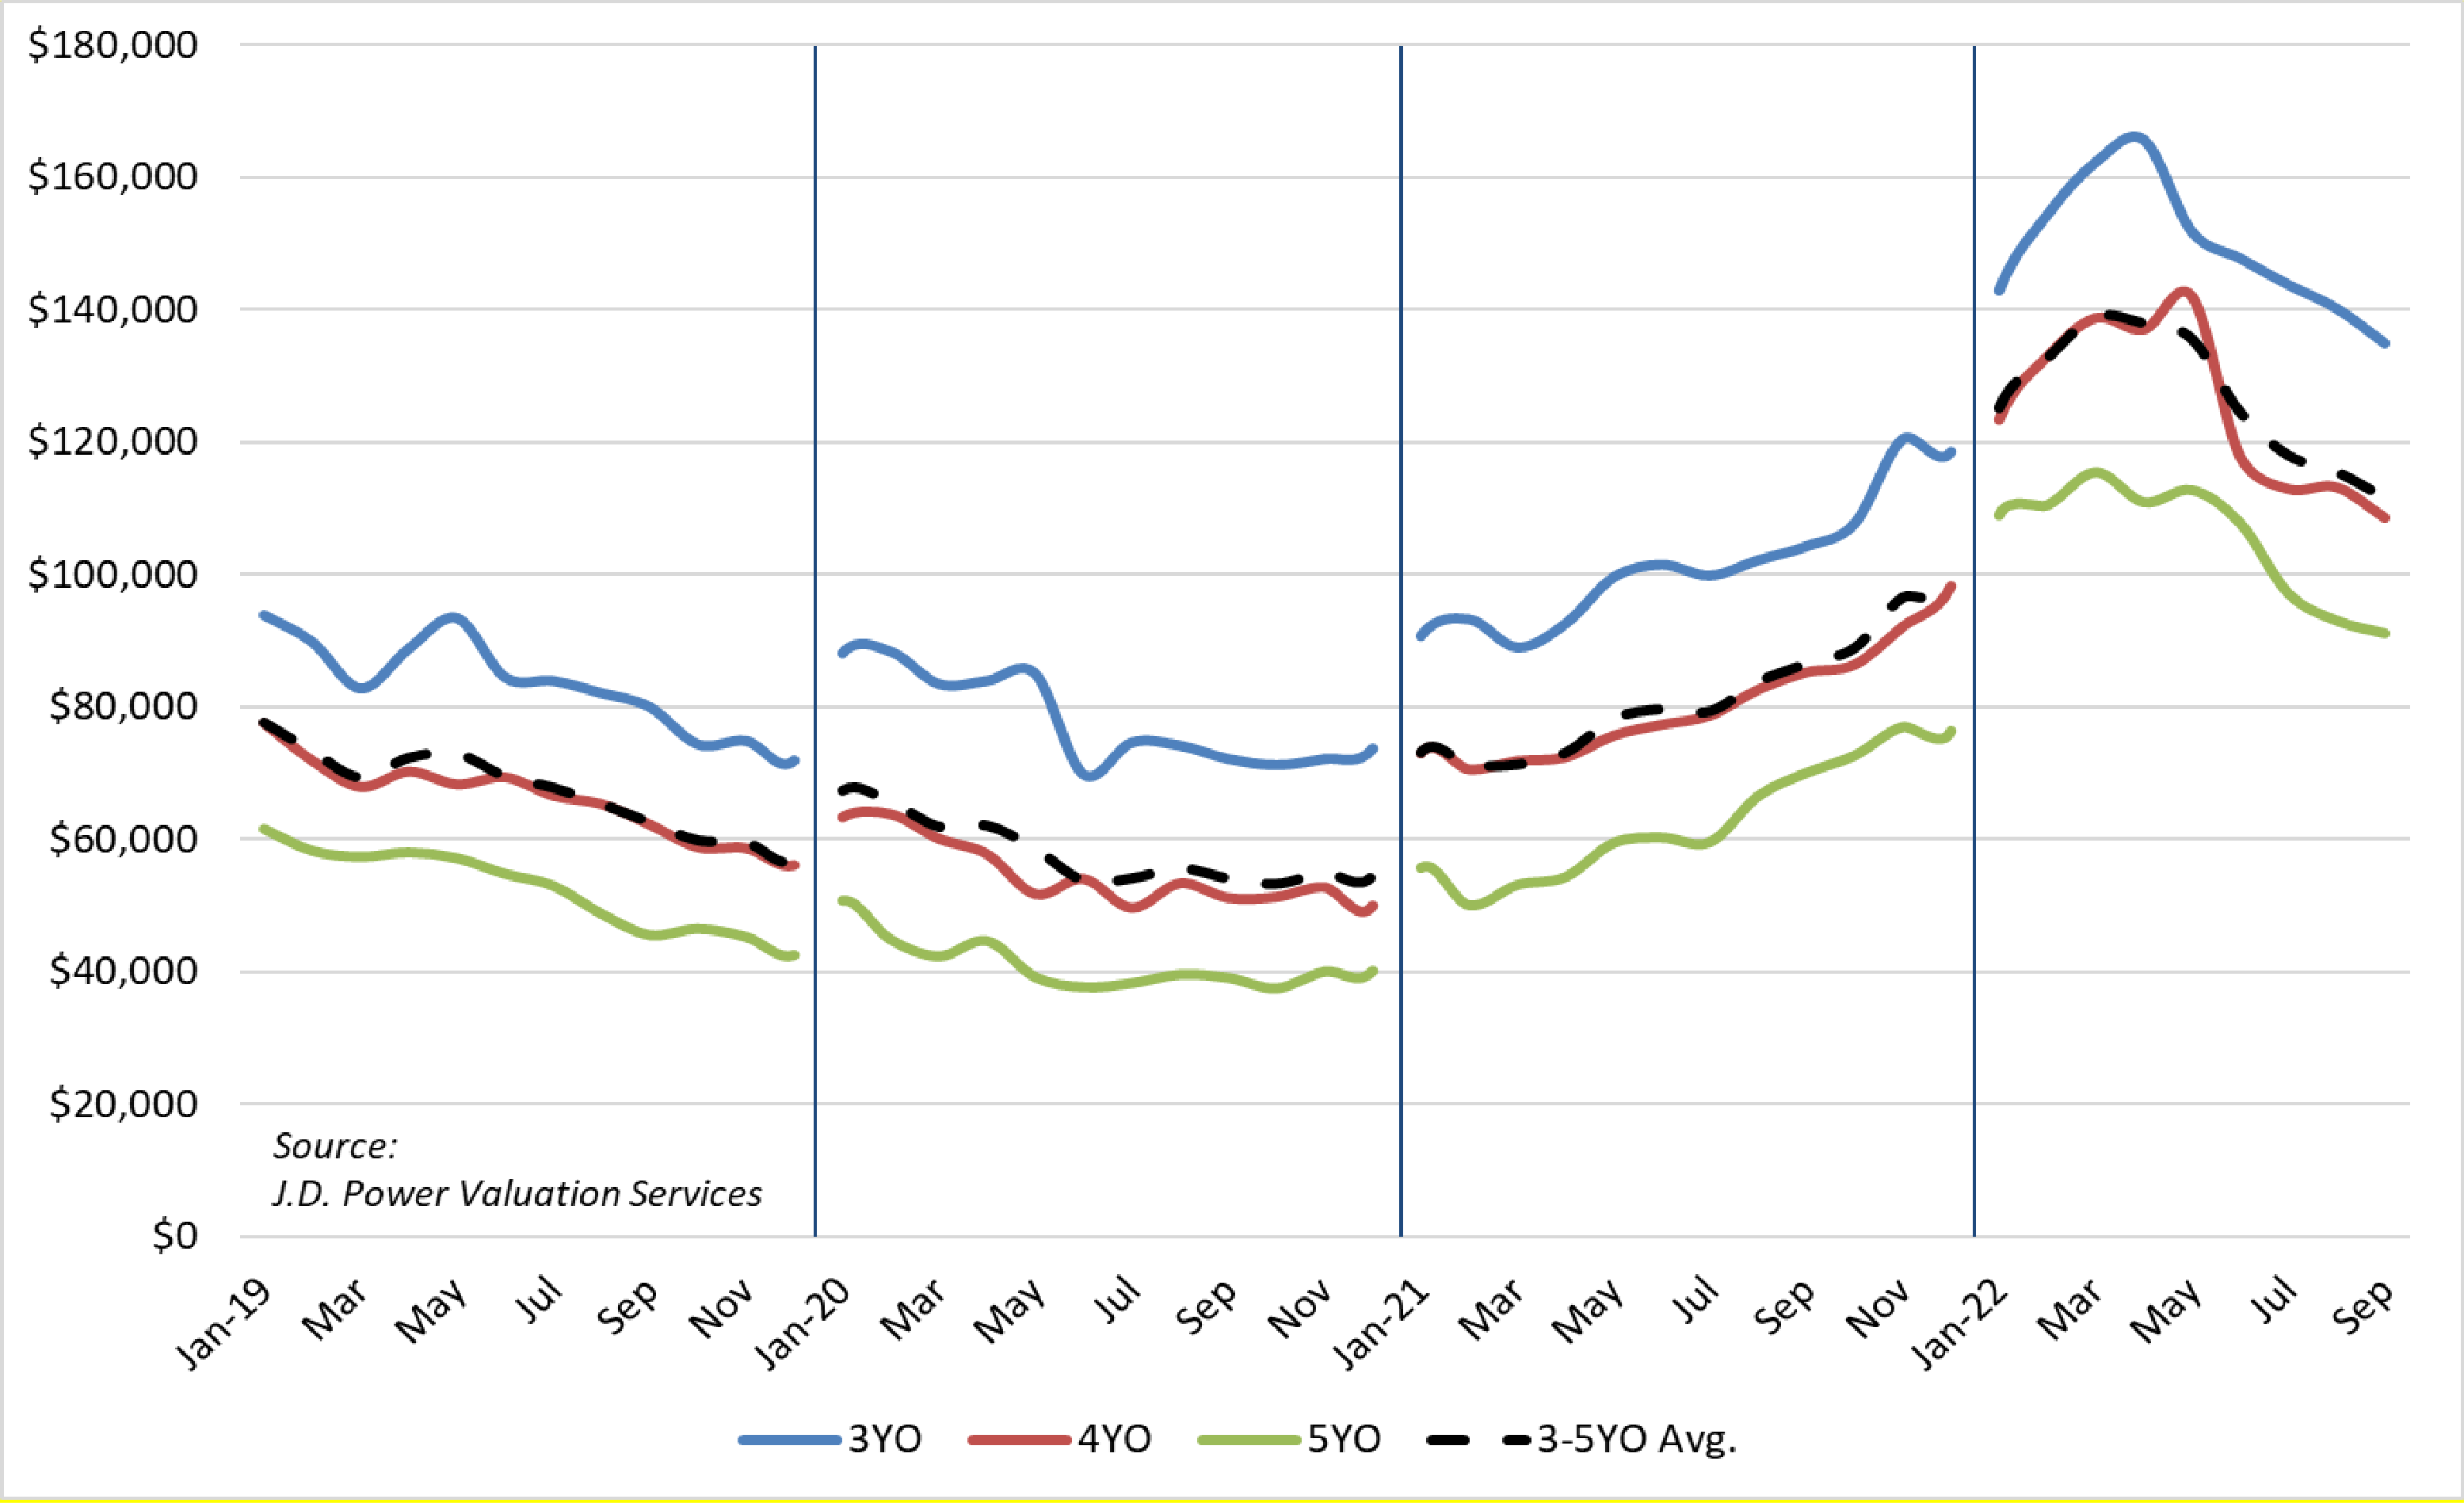 $180,000
$160,000
$140,000
$120,000
$100,000
$80,000
$60,000
$40,000
$20,000
$0
Source:
J.D. Power Valuation Services
Jan-19 Mar May Jul Sep Nov Jan-20 Mar May Jul Sep Nov Jan-21 Mar May Jul Sep Nov Jan-22 Mar May Jul Sep
3YO 4YO 5YO 3-5YO Avg.